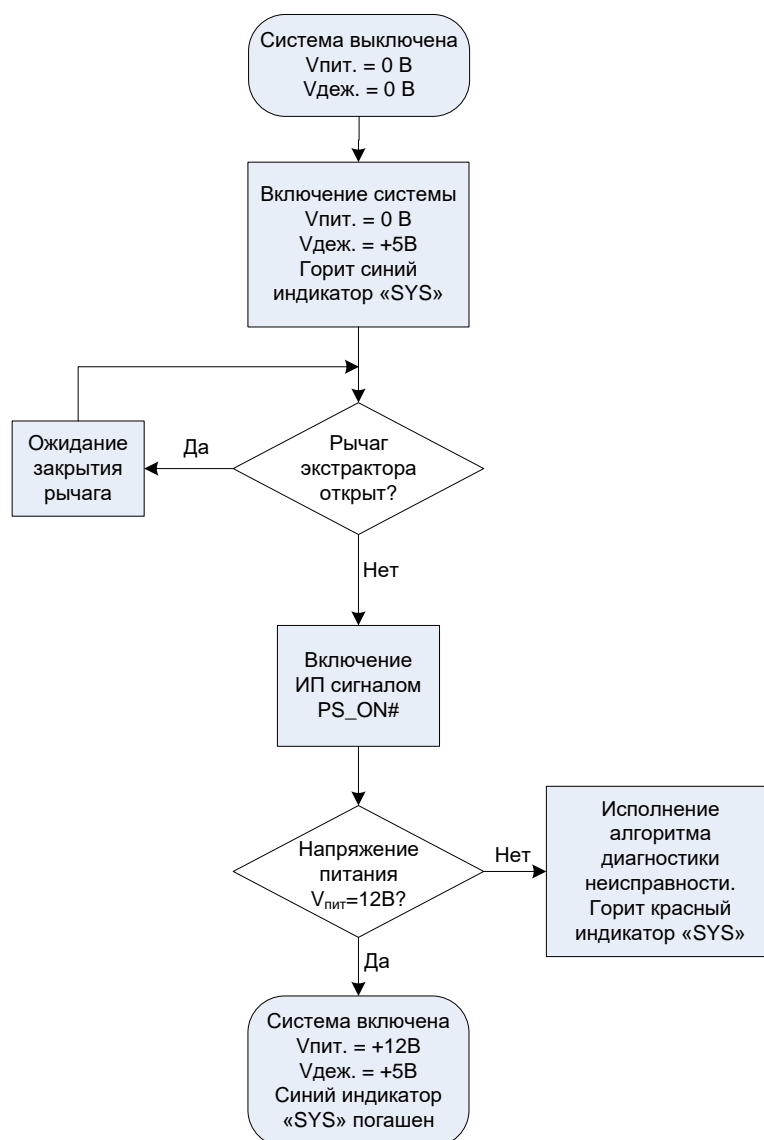 Система выключена
Vпит. = 0 В
Vдеж. = 0 В
Включение системы
Vпит. = 0 В
Vдеж. = +5В
Горит синий
индикатор «SYS»
Ожидание
закрытия
рычага
Да
Рычаг
экстрактора
открыт?
Нет
Включение
ИП сигналом
PS_ON#
Напряжение
питания
Vпит=12В?
Нет
Исполнение
алгоритма
диагностики
неисправности.
Горит красный
индикатор «SYS»
Да
Система включена
Vпит. = +12В
Vдеж. = +5В
Синий индикатор
«SYS» погашен